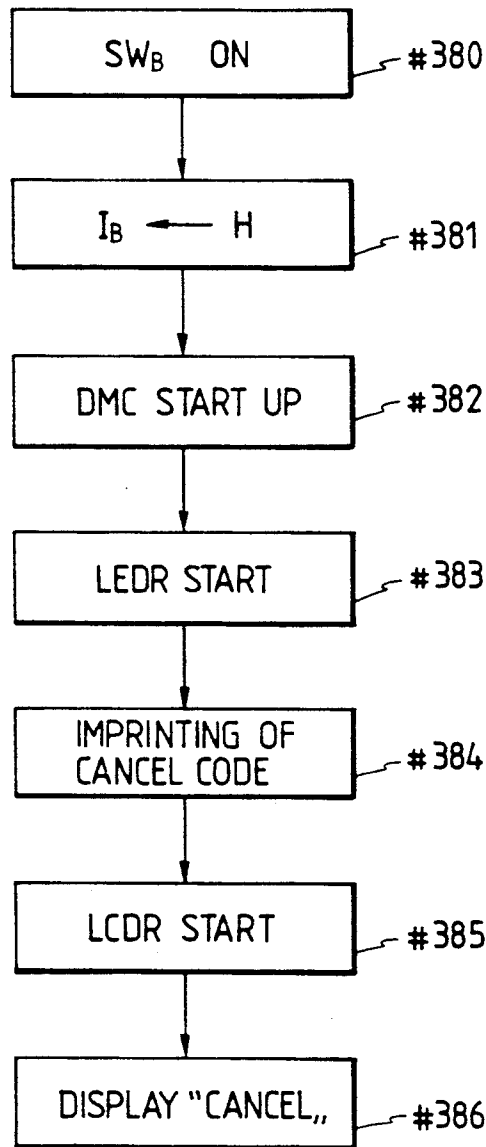 SWB ON
#380
IB ← H
#381
DMC START UP
#382
LEDR START
#383
IMPRINTING OF
CANCEL CODE
#384
LCDR START
#385
DISPLAY "CANCEL„
#386